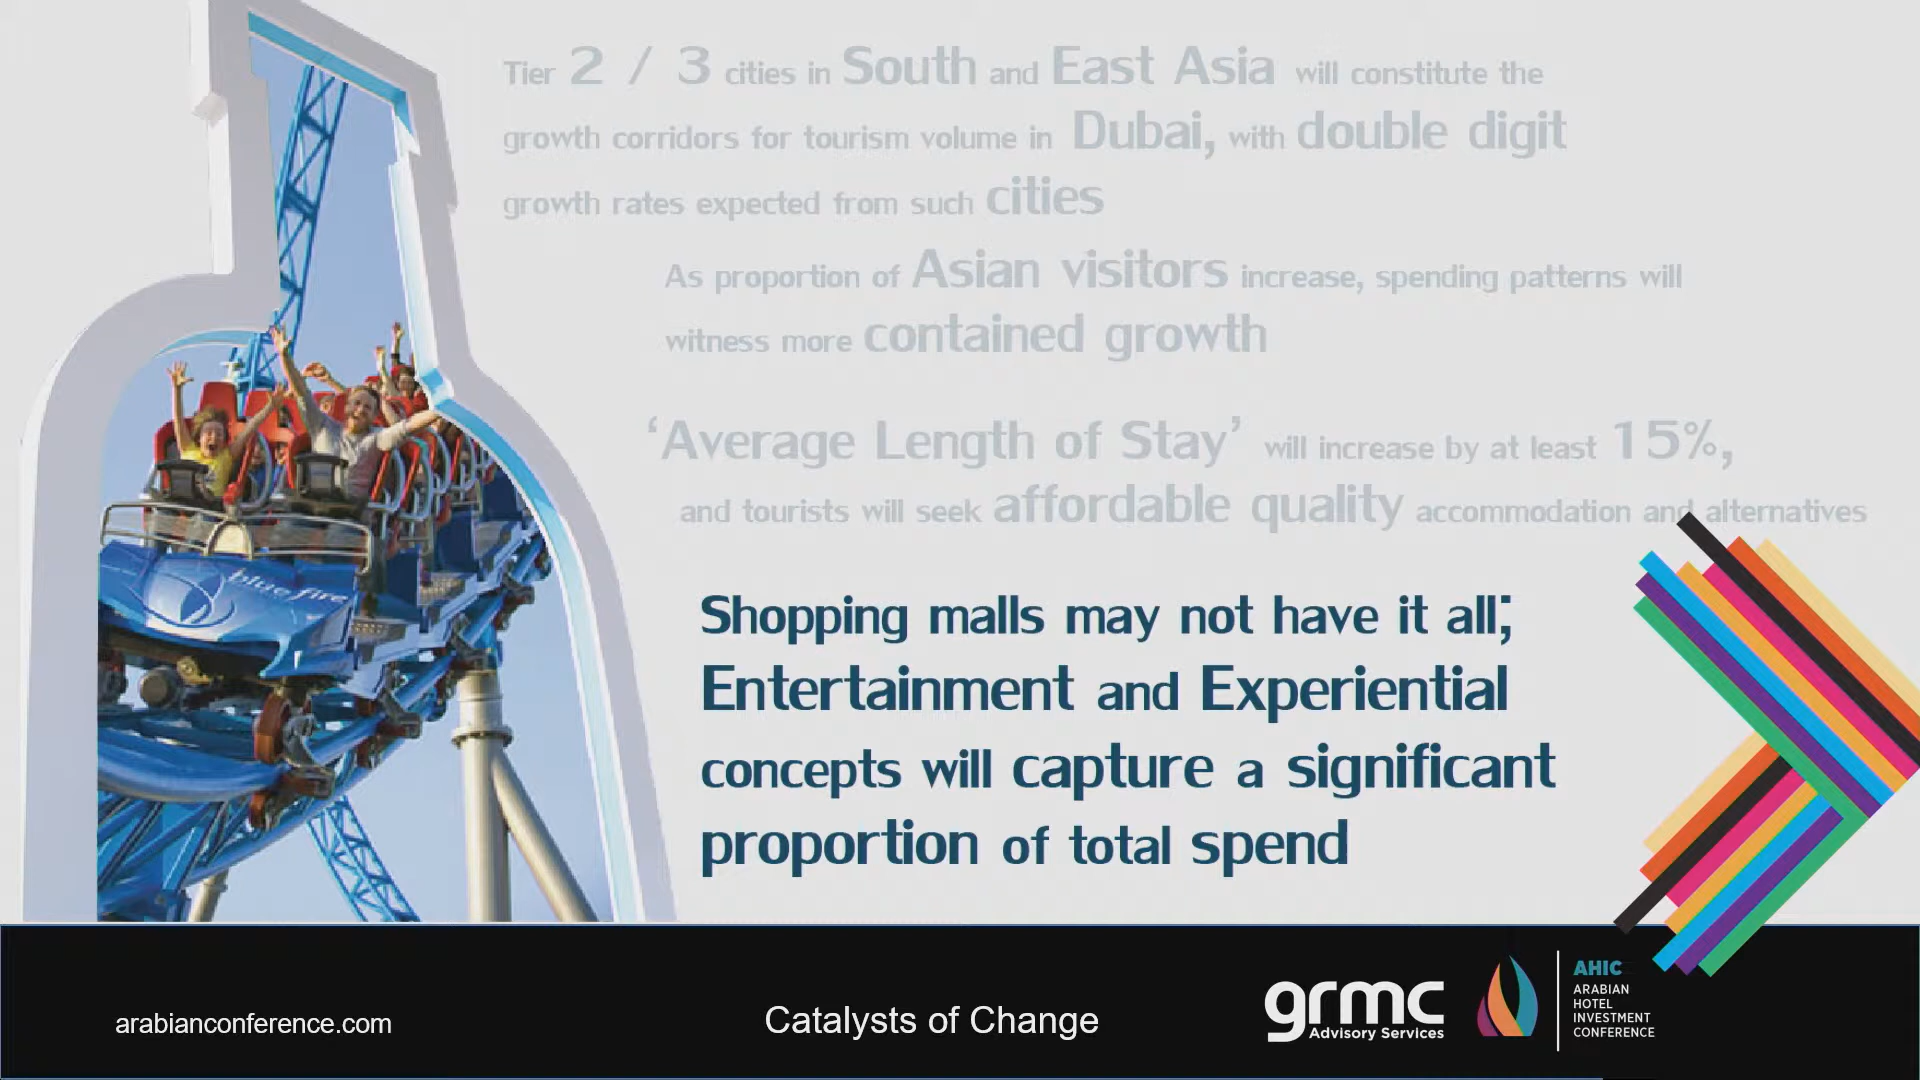 Tier 2 / 3 cities in South and East Asia will constitute the
growth corridors for tourism volume in Dubai, with double digit
growth rates expected from such cities
As proportion of Asian visitors increase, spending patterns will
witness more contained growth
‘Average Length of Stay’ will increase by at least 15%,
and tourists will seek affordable quality accommodation and alternatives
Shopping malls may not have it all;
Entertainment and Experiential
concepts will capture a significant
proportion of total spend
blue fire
arabianconference.com
Catalysts of Change
grmc
Advisory Services
AHIC
ARABIAN
HOTEL
INVESTMENT
CONFERENCE